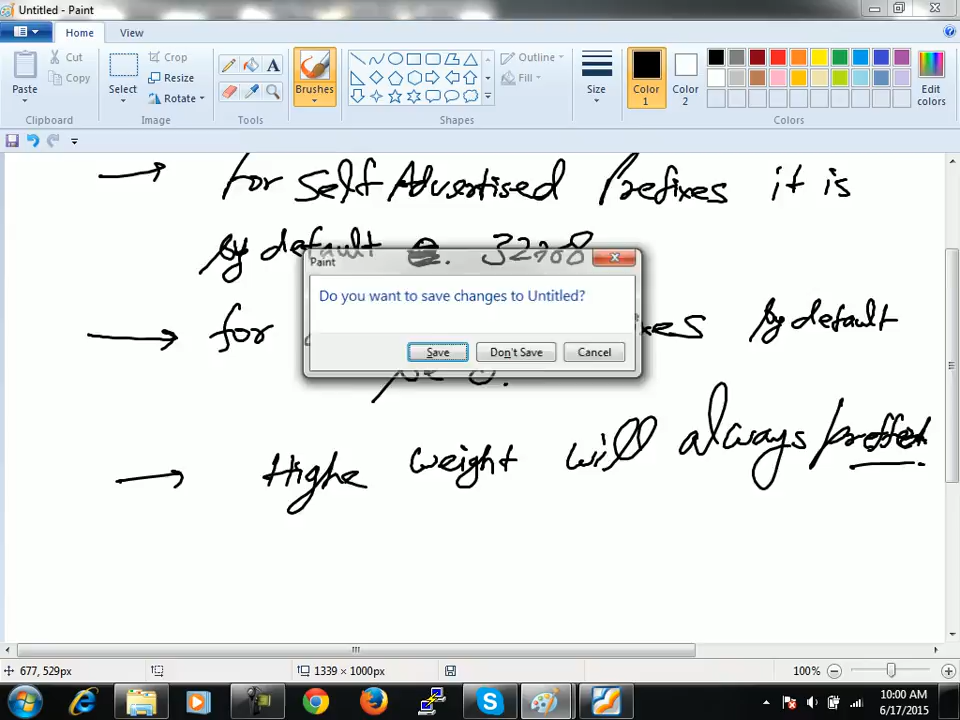 Untitled - Paint
Home View
Paste
Cut
Copy
Clipboard
Select
Crop
Resize
Rotate
Image
Tools
Brushes
Shapes
Outline
Fill
Size
Color 1
Color 2
Edit colors
Colors
for Self Advertised Prefixes it is
by default 32768
Paint
Do you want to save changes to Untitled?
Save Don't Save Cancel
for by default
0.
Highe weight will always
677, 529px
1339 × 1000px
100%
10:00 AM
6/17/2015